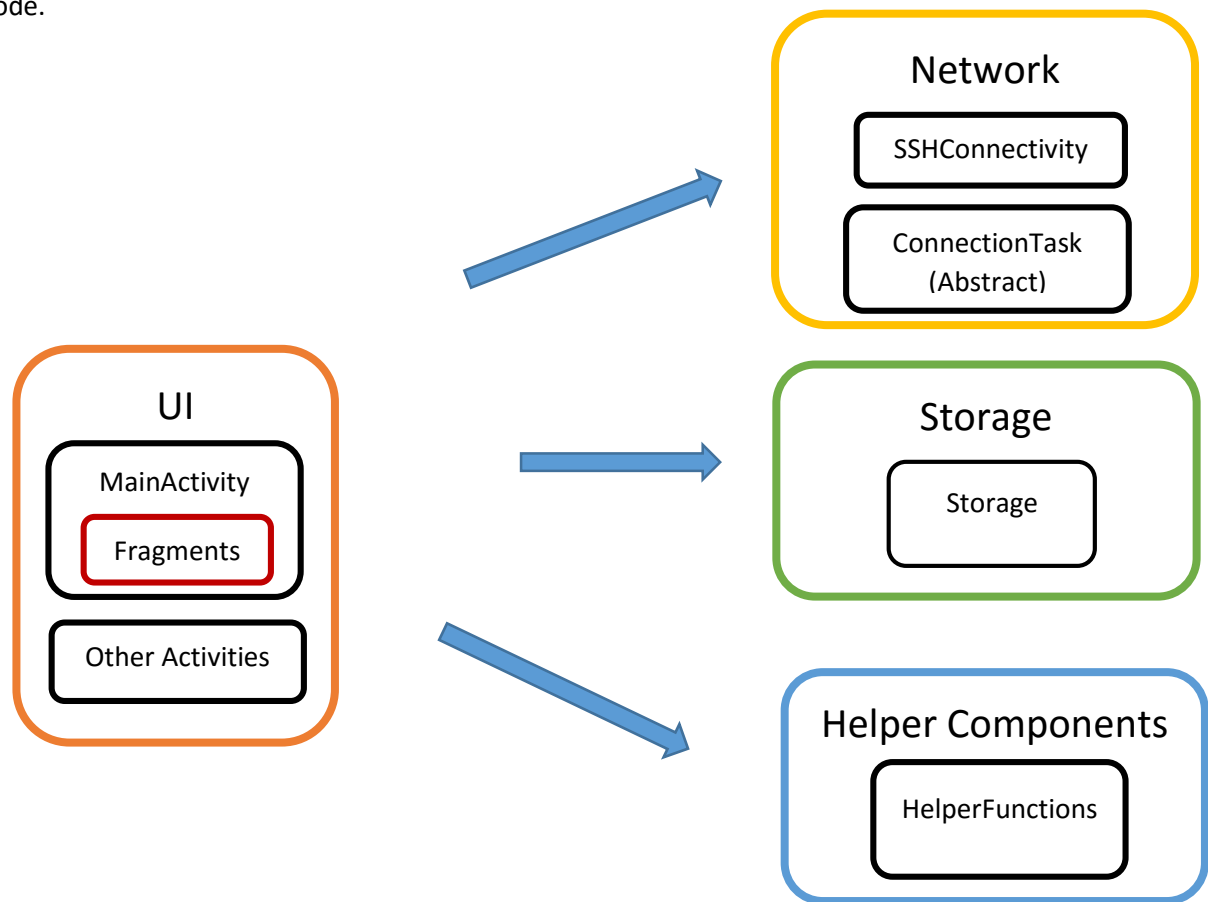 ode.
Network
SSHConnectivity
ConnectionTask
(Abstract)
UI
MainActivity
Fragments
Other Activities
Storage
Storage
Helper Components
HelperFunctions